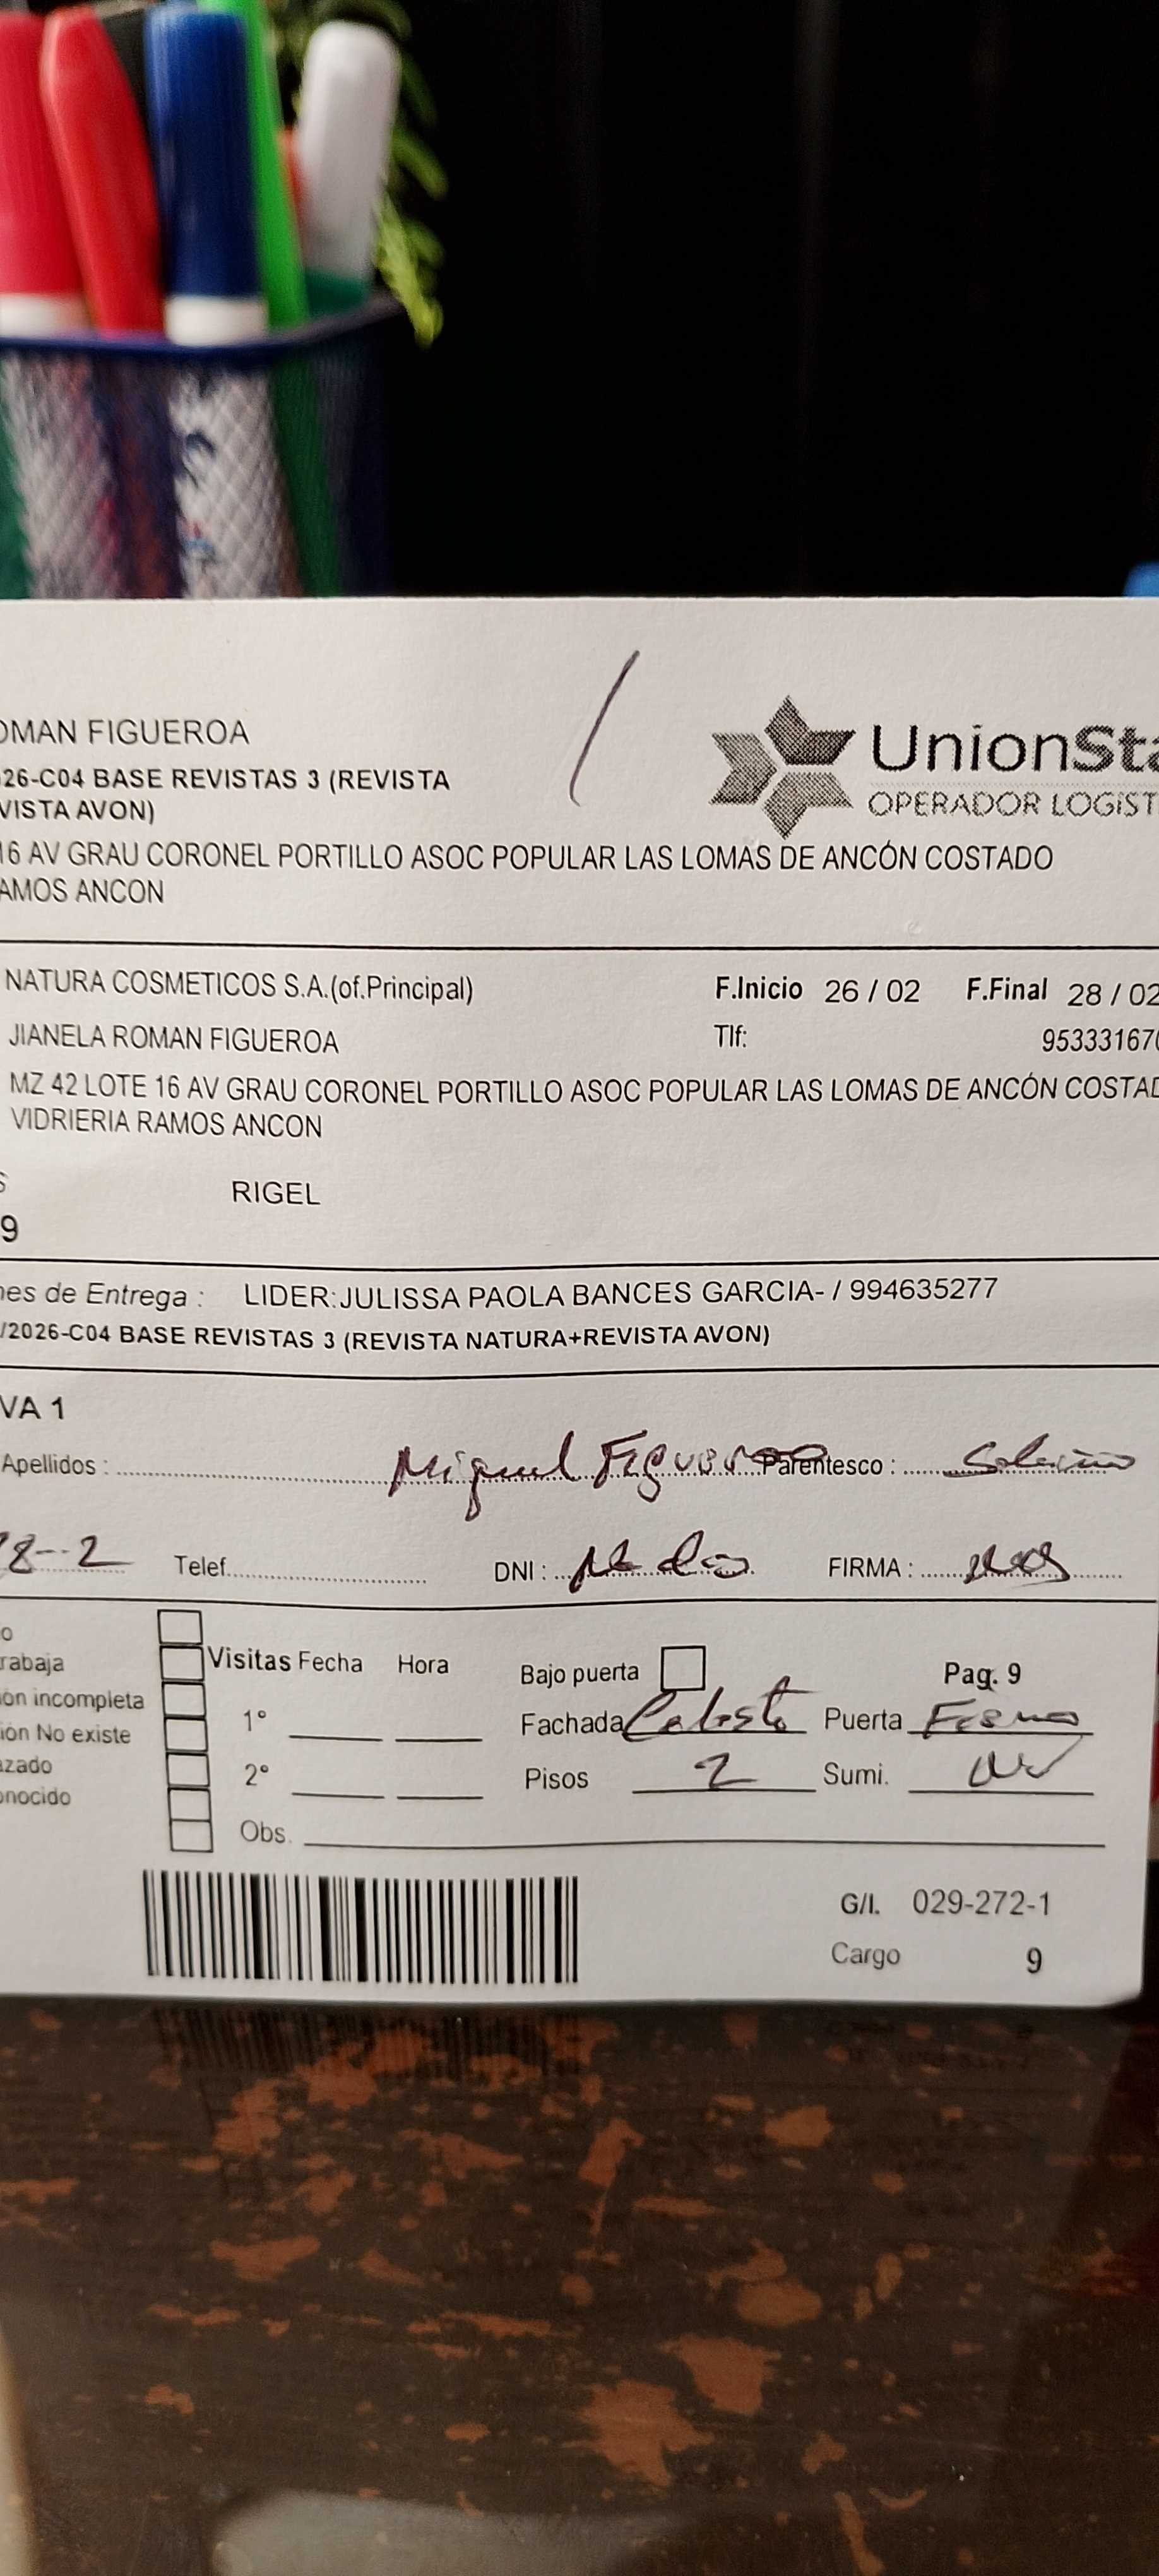 OMAN FIGUEROA
26-C04 BASE REVISTAS 3 (REVISTA
VISTA AVON)
UnionSta
OPERADOR LOGIST
16 AV GRAU CORONEL PORTILLO ASOC POPULAR LAS LOMAS DE ANCÓN COSTADO
AMOS ANCON
NATURA COSMETICOS S.A.(of.Principal) F.Inicio 26 / 02 F.Final 28 / 02
JIANELA ROMAN FIGUEROA Tlf: 95333167
MZ 42 LOTE 16 AV GRAU CORONEL PORTILLO ASOC POPULAR LAS LOMAS DE ANCÓN COSTAD
VIDRIERIA RAMOS ANCON
S RIGEL
9
nes de Entrega : LIDER:JULISSA PAOLA BANCES GARCIA- / 994635277
/2026-C04 BASE REVISTAS 3 (REVISTA NATURA+REVISTA AVON)
VA 1
Apellidos : Miguel Figueroa Parentesco :
8--2 Telef. DNI : FIRMA :
o
rabaja Visitas Fecha Hora Bajo puerta Pag. 9
ón incompleta
1° Fachada Celeste Puerta Fierro
ión No existe
azado 2° Pisos 2 Sumi.
onocido
Obs.
G/I. 029-272-1
Cargo 9